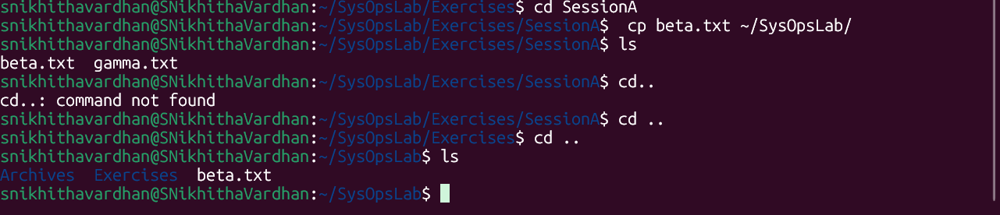 snikhithavardhan@SNikhithaVardhan:~/SysOpsLab/Exercises$ cd SessionA
snikhithavardhan@SNikhithaVardhan:~/SysOpsLab/Exercises/SessionA$  cp beta.txt ~/SysOpsLab/
snikhithavardhan@SNikhithaVardhan:~/SysOpsLab/Exercises/SessionA$ ls
beta.txt  gamma.txt
snikhithavardhan@SNikhithaVardhan:~/SysOpsLab/Exercises/SessionA$ cd..
cd..: command not found
snikhithavardhan@SNikhithaVardhan:~/SysOpsLab/Exercises/SessionA$ cd ..
snikhithavardhan@SNikhithaVardhan:~/SysOpsLab/Exercises$ cd ..
snikhithavardhan@SNikhithaVardhan:~/SysOpsLab$ ls
Archives  Exercises  beta.txt
snikhithavardhan@SNikhithaVardhan:~/SysOpsLab$